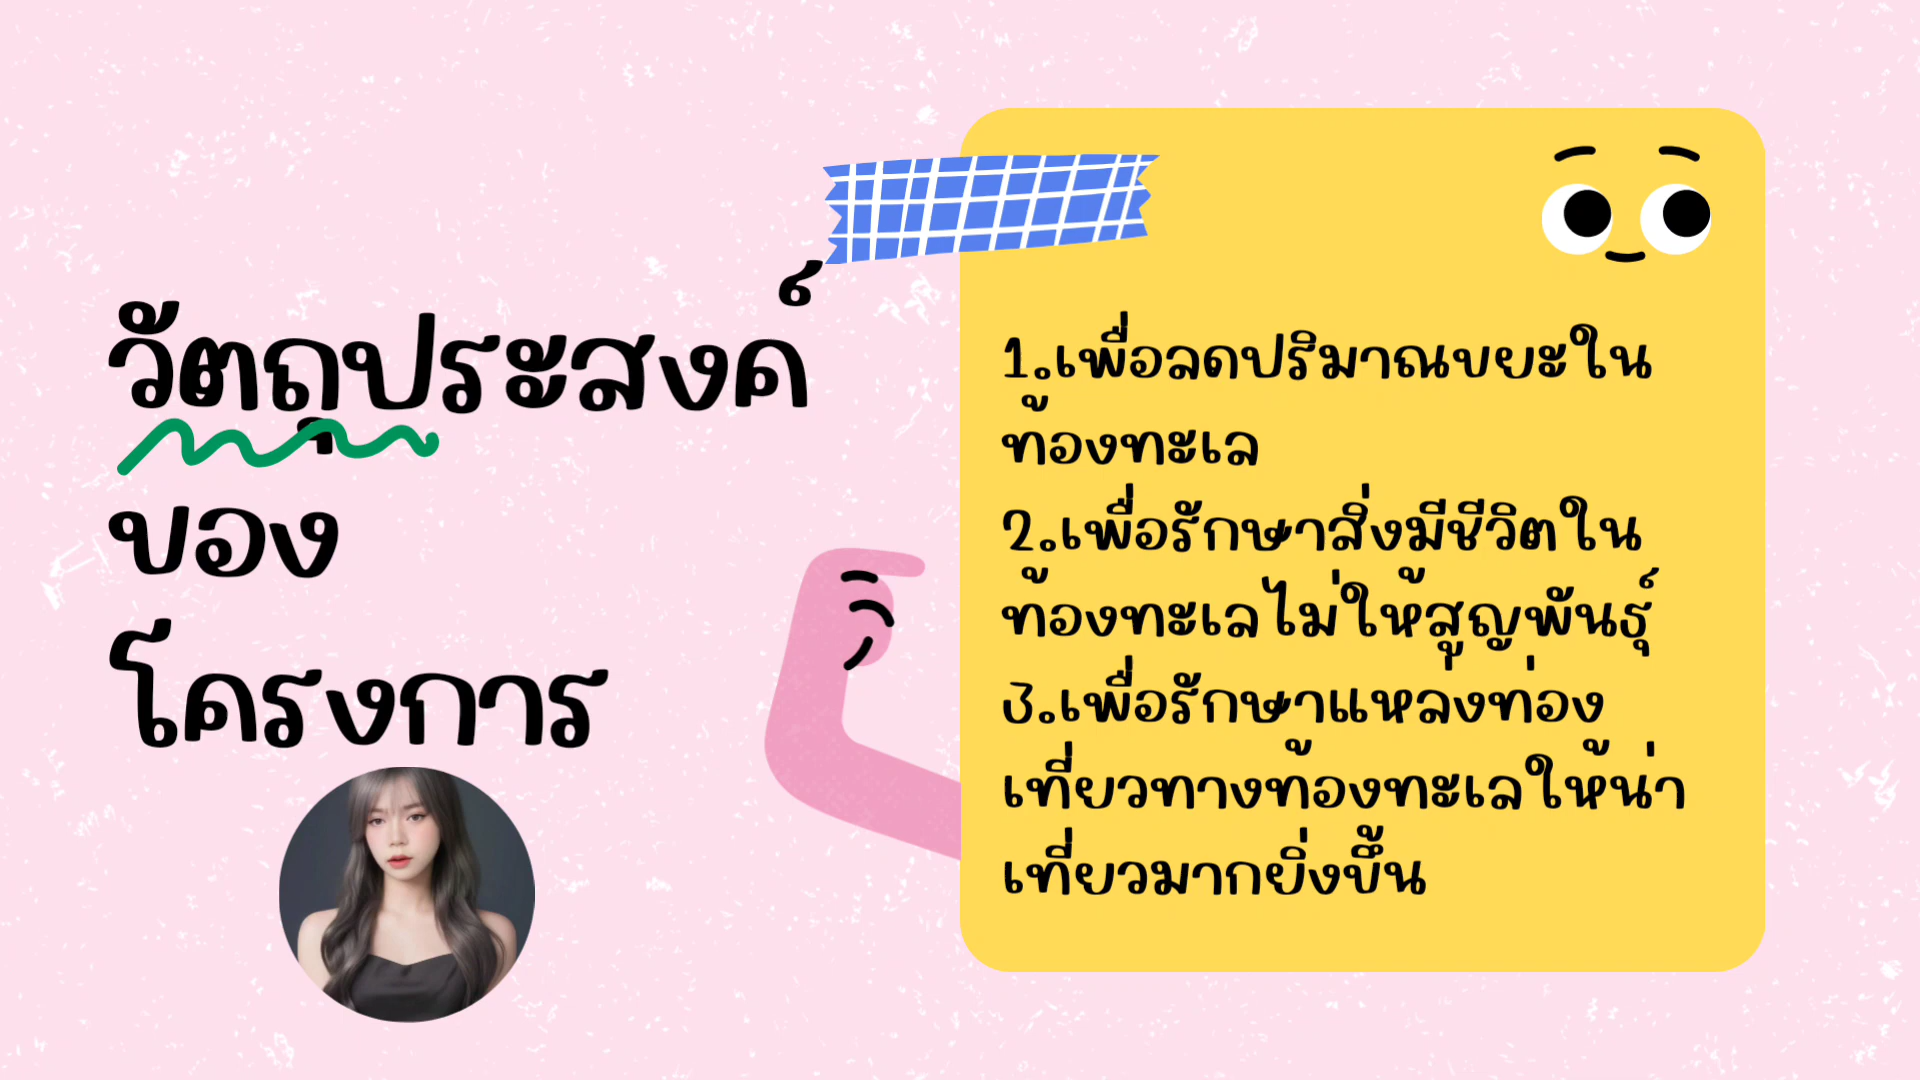 วัตถุประสงค์
ของ
โครงการ
1.เพื่อลดปริมาณขยะใน
ท้องทะเล
2.เพื่อรักษาสิ่งมีชีวิตใน
ท้องทะเลไม่ให้สูญพันธุ์
3.เพื่อรักษาแหล่งท่อง
เที่ยวทางท้องทะเลให้น่า
เที่ยวมากยิ่งขึ้น